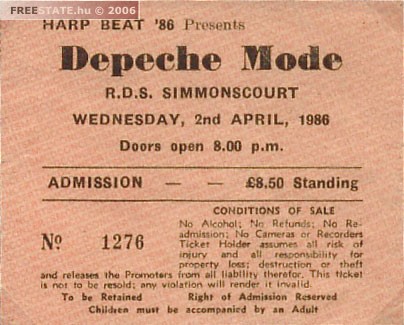 FREESTATE.hu © 2006
HARP BEAT '86 Presents
Depeche Mode
R.D.S. SIMMONSCOURT
WEDNESDAY, 2nd APRIL, 1986
Doors open 8.00 p.m.
ADMISSION — — £8.50 Standing
CONDITIONS OF SALE
No Alcohol; No Refunds; No Re-
admission; No Cameras or Recorders
Ticket Holder assumes all risk of
injury and all responsibility for
property loss; destruction or theft
and releases the Promoters from all liability therefor. This ticket
is not to be resold; any violation will render it invalid.
Nº 1276
To be Retained Right of Admission Reserved
Children must be accompanied by an Adult